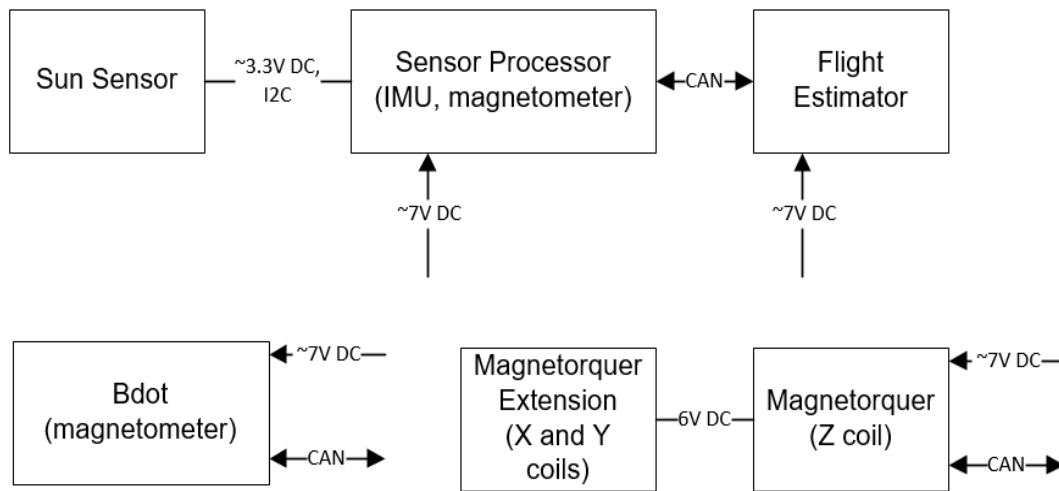 Sun Sensor
~3.3V DC,
I2C
Sensor Processor
(IMU, magnetometer)
CAN
Flight
Estimator
~7V DC
~7V DC
Bdot
(magnetometer)
~7V DC
CAN
Magnetorquer
Extension
(X and Y
coils)
6V DC
Magnetorquer
(Z coil)
~7V DC
CAN